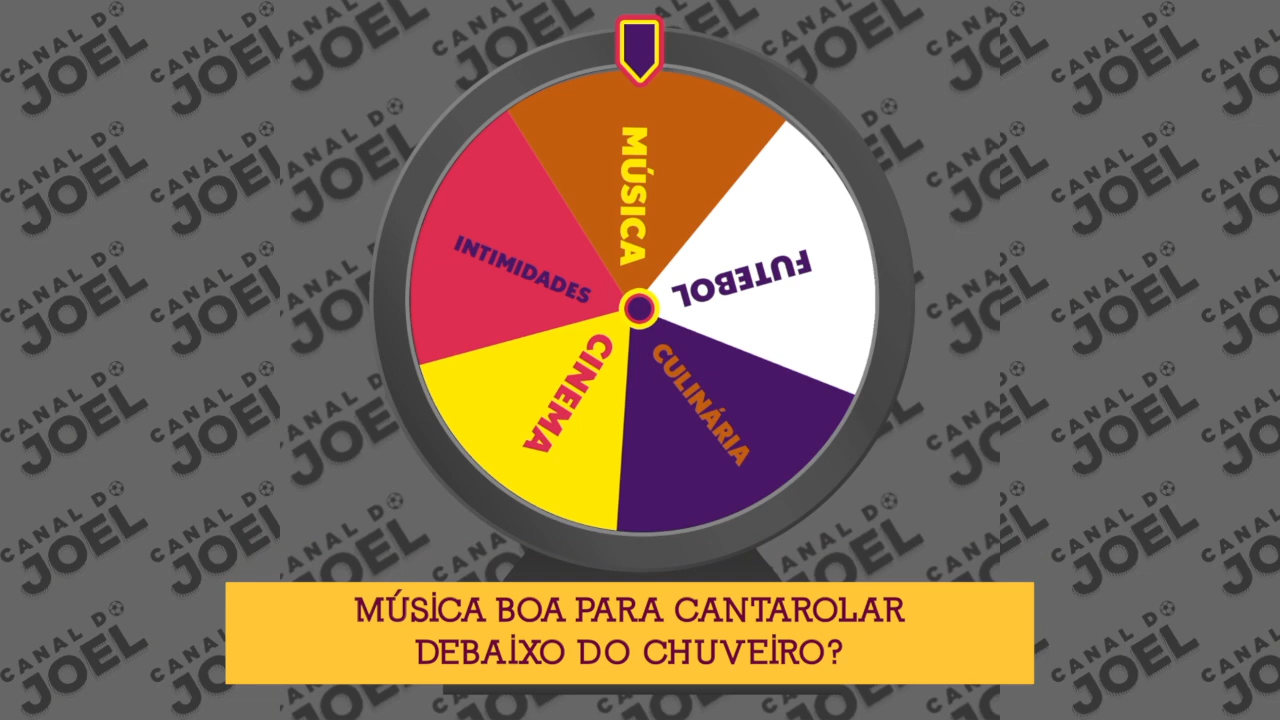 CANAL DO
JOEL
MÚSICA
FUTEBOL
INTIMIDADES
CINEMA
CULINÁRIA
MÚSICA BOA PARA CANTAROLAR
DEBAIXO DO CHUVEIRO?